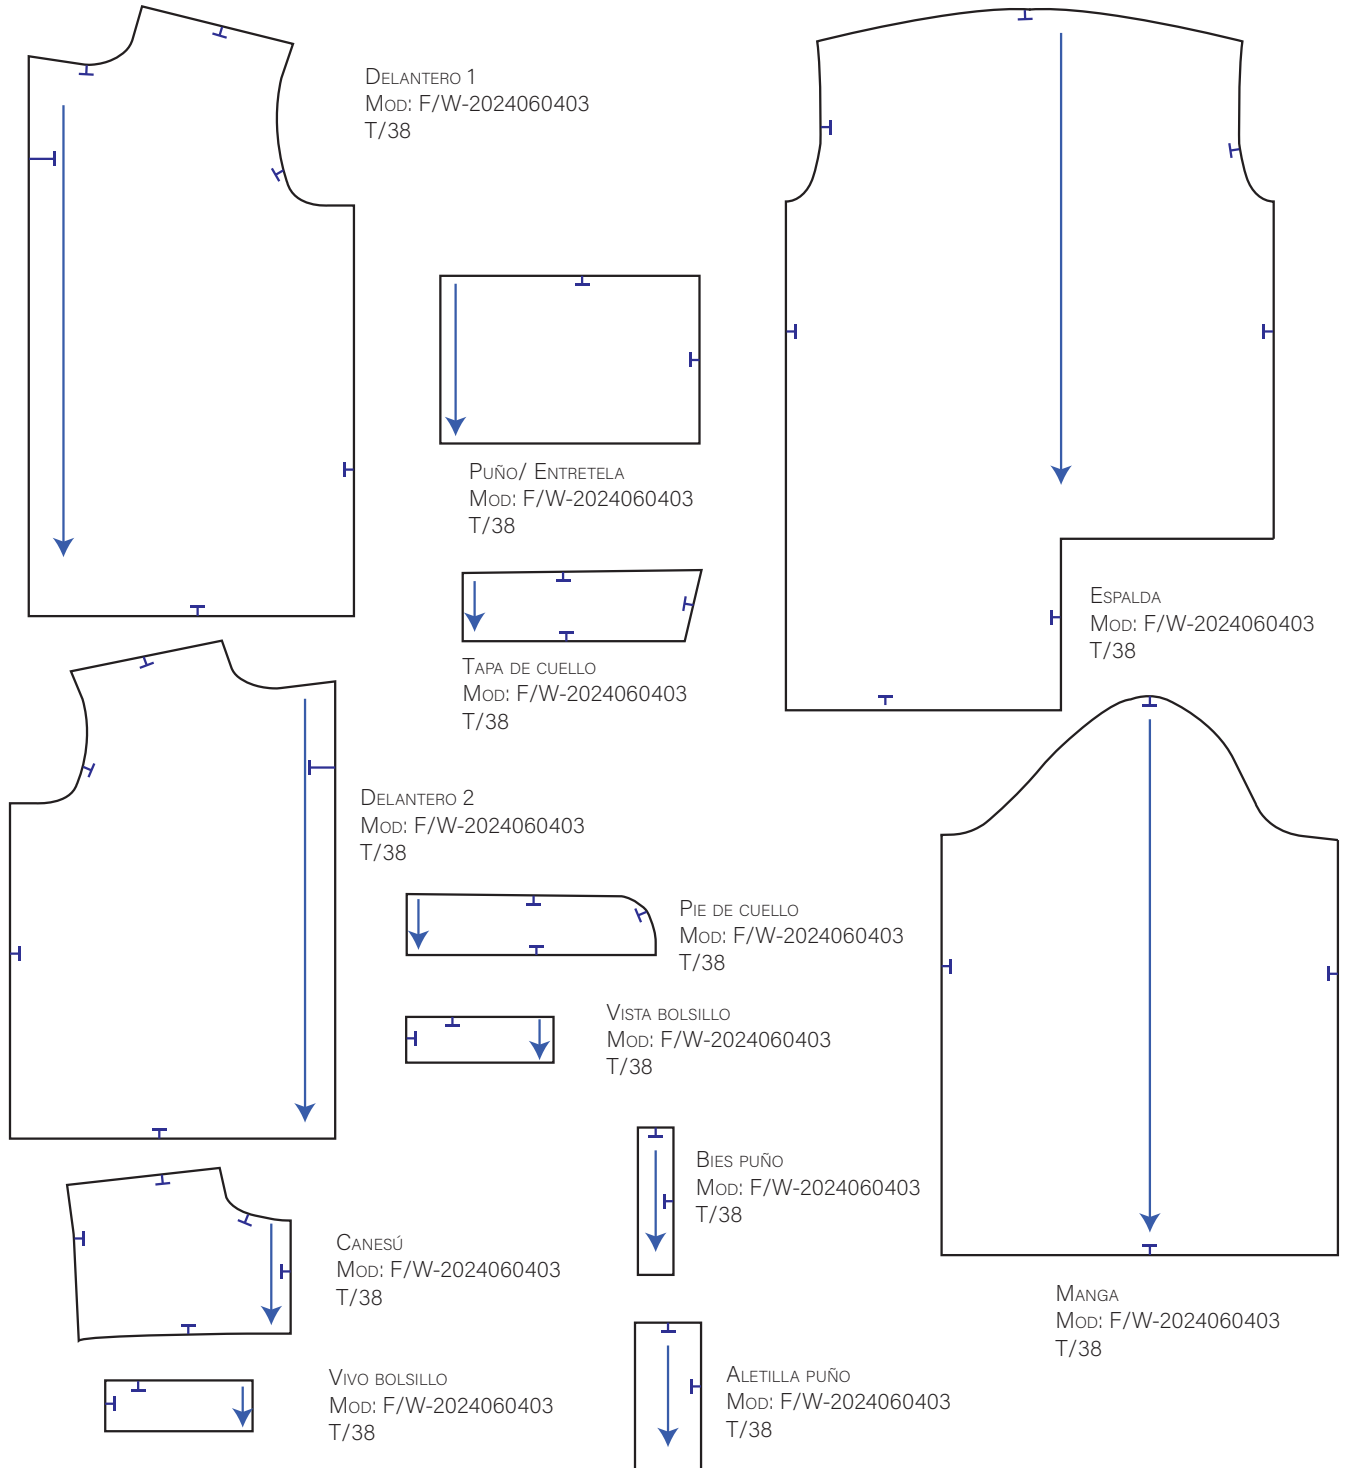 Delantero 1
Mod: F/W-2024060403
T/38
Puño/ Entretela
Mod: F/W-2024060403
T/38
Espalda
Mod: F/W-2024060403
T/38
Tapa de cuello
Mod: F/W-2024060403
T/38
Delantero 2
Mod: F/W-2024060403
T/38
Pie de cuello
Mod: F/W-2024060403
T/38
Vista bolsillo
Mod: F/W-2024060403
T/38
Bies puño
Mod: F/W-2024060403
T/38
Canesú
Mod: F/W-2024060403
T/38
Manga
Mod: F/W-2024060403
T/38
Vivo bolsillo
Mod: F/W-2024060403
T/38
Aletilla puño
Mod: F/W-2024060403
T/38